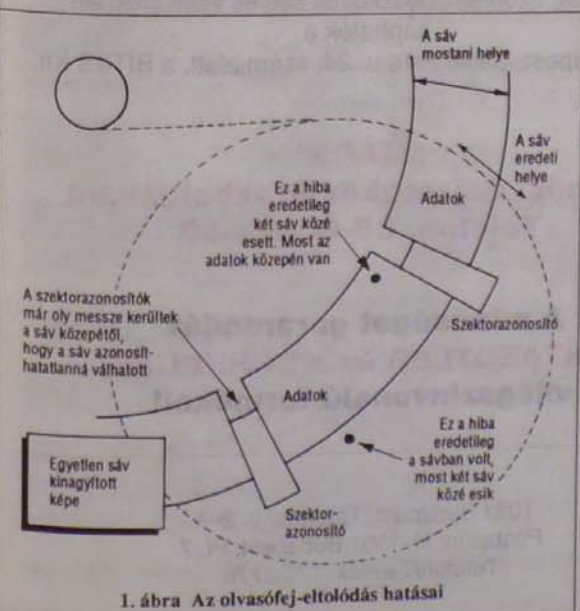 A sáv
mostani helye
A sáv
eredeti
helye
Adatok
Ez a hiba
eredetileg
két sáv közé
esett. Most az
adatok közepén van
Szektorazonosító
A szektorazonosítók
már oly messze kerültek
a sáv közepétől,
hogy a sáv azonosít-
hatatlanná válhatott
Adatok
Ez a hiba
eredetileg
a sávban volt,
most két sáv
közé esik
Egyetlen sáv
kinagyított
képe
Szektor-
azonosító
1. ábra Az olvasófej-eltolódás hatásai